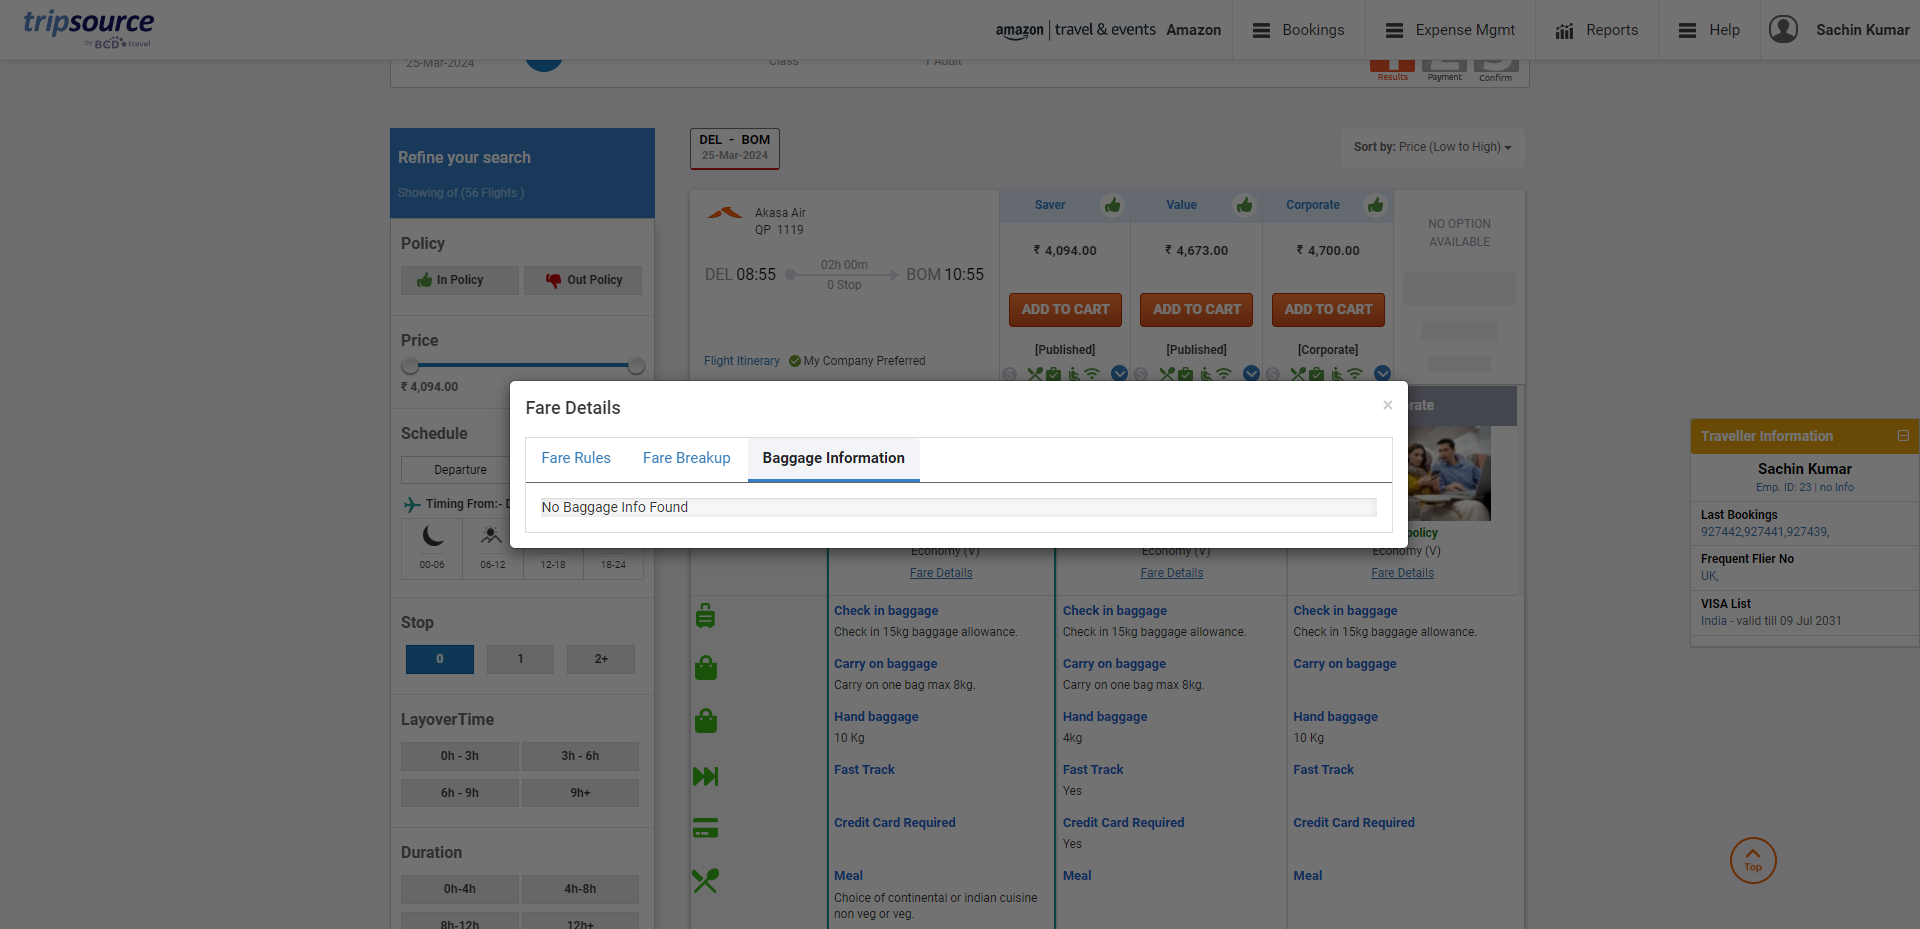 tripsource
by BCD travel
amazon | travel & events Amazon
Bookings
Expense Mgmt
Reports
Help
Sachin Kumar
25-Mar-2024
Class
1 Adult
Results
Payment
Confirm
Refine your search
Showing of (56 Flights )
Policy
In Policy
Out Policy
Price
₹ 4,094.00
Schedule
Departure
Timing From:- D
00-06
06-12
12-18
18-24
Stop
0
1
2+
LayoverTime
0h - 3h
3h - 6h
6h - 9h
9h+
Duration
0h-4h
4h-8h
8h-12h
12h+
DEL - BOM
25-Mar-2024
Sort by: Price (Low to High)
Akasa Air
QP 1119
DEL 08:55
02h 00m
0 Stop
BOM 10:55
Flight Itinerary
My Company Preferred
Saver
₹ 4,094.00
ADD TO CART
[Published]
Value
₹ 4,673.00
ADD TO CART
[Published]
Corporate
₹ 4,700.00
ADD TO CART
[Corporate]
NO OPTION
AVAILABLE
Fare Details
×
Fare Rules
Fare Breakup
Baggage Information
No Baggage Info Found
rate
policy
Economy (V)
Economy (V)
Economy (V)
Fare Details
Fare Details
Fare Details
Check in baggage
Check in 15kg baggage allowance.
Check in baggage
Check in 15kg baggage allowance.
Check in baggage
Check in 15kg baggage allowance.
Carry on baggage
Carry on one bag max 8kg.
Carry on baggage
Carry on one bag max 8kg.
Carry on baggage
Hand baggage
10 Kg
Hand baggage
4kg
Hand baggage
10 Kg
Fast Track
Fast Track
Yes
Fast Track
Credit Card Required
Credit Card Required
Yes
Credit Card Required
Meal
Choice of continental or indian cuisine
non veg or veg.
Meal
Meal
Traveller Information
Sachin Kumar
Emp. ID: 23 | no Info
Last Bookings
927442,927441,927439,
Frequent Flier No
UK,
VISA List
India - valid till 09 Jul 2031
Top